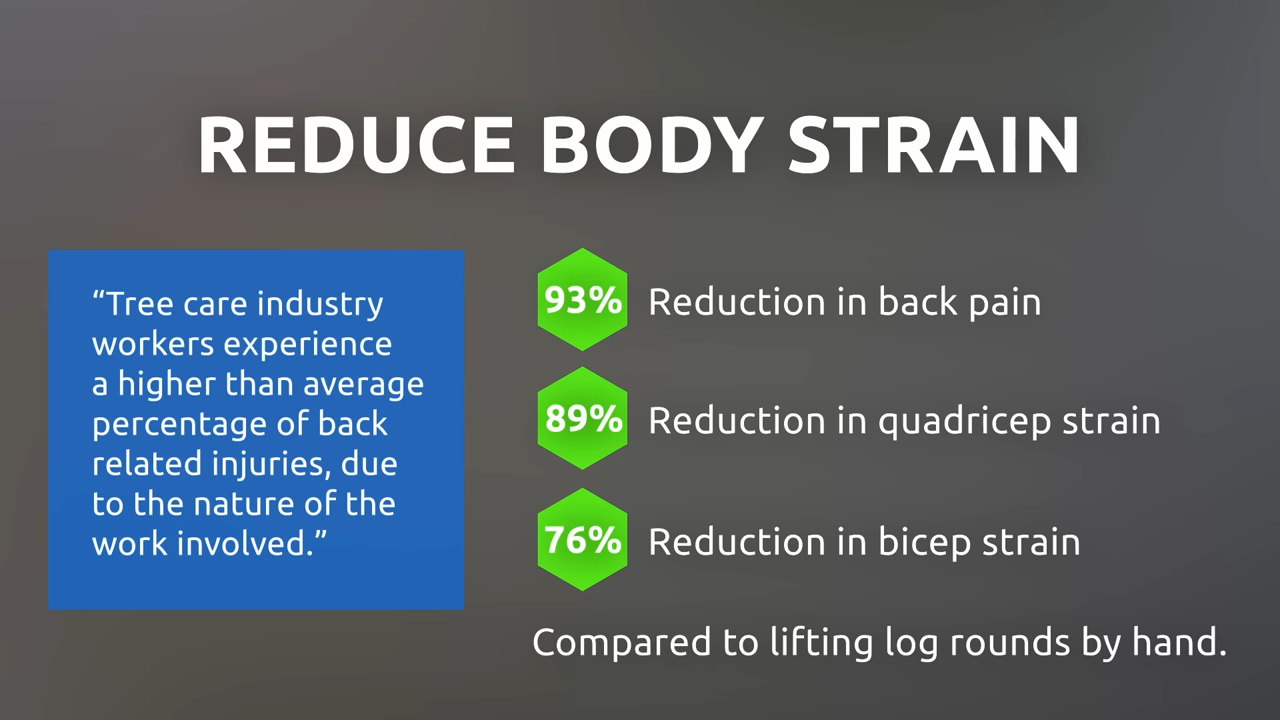 REDUCE BODY STRAIN
“Tree care industry
workers experience
a higher than average
percentage of back
related injuries, due
to the nature of the
work involved.”
93% Reduction in back pain
89% Reduction in quadricep strain
76% Reduction in bicep strain
Compared to lifting log rounds by hand.